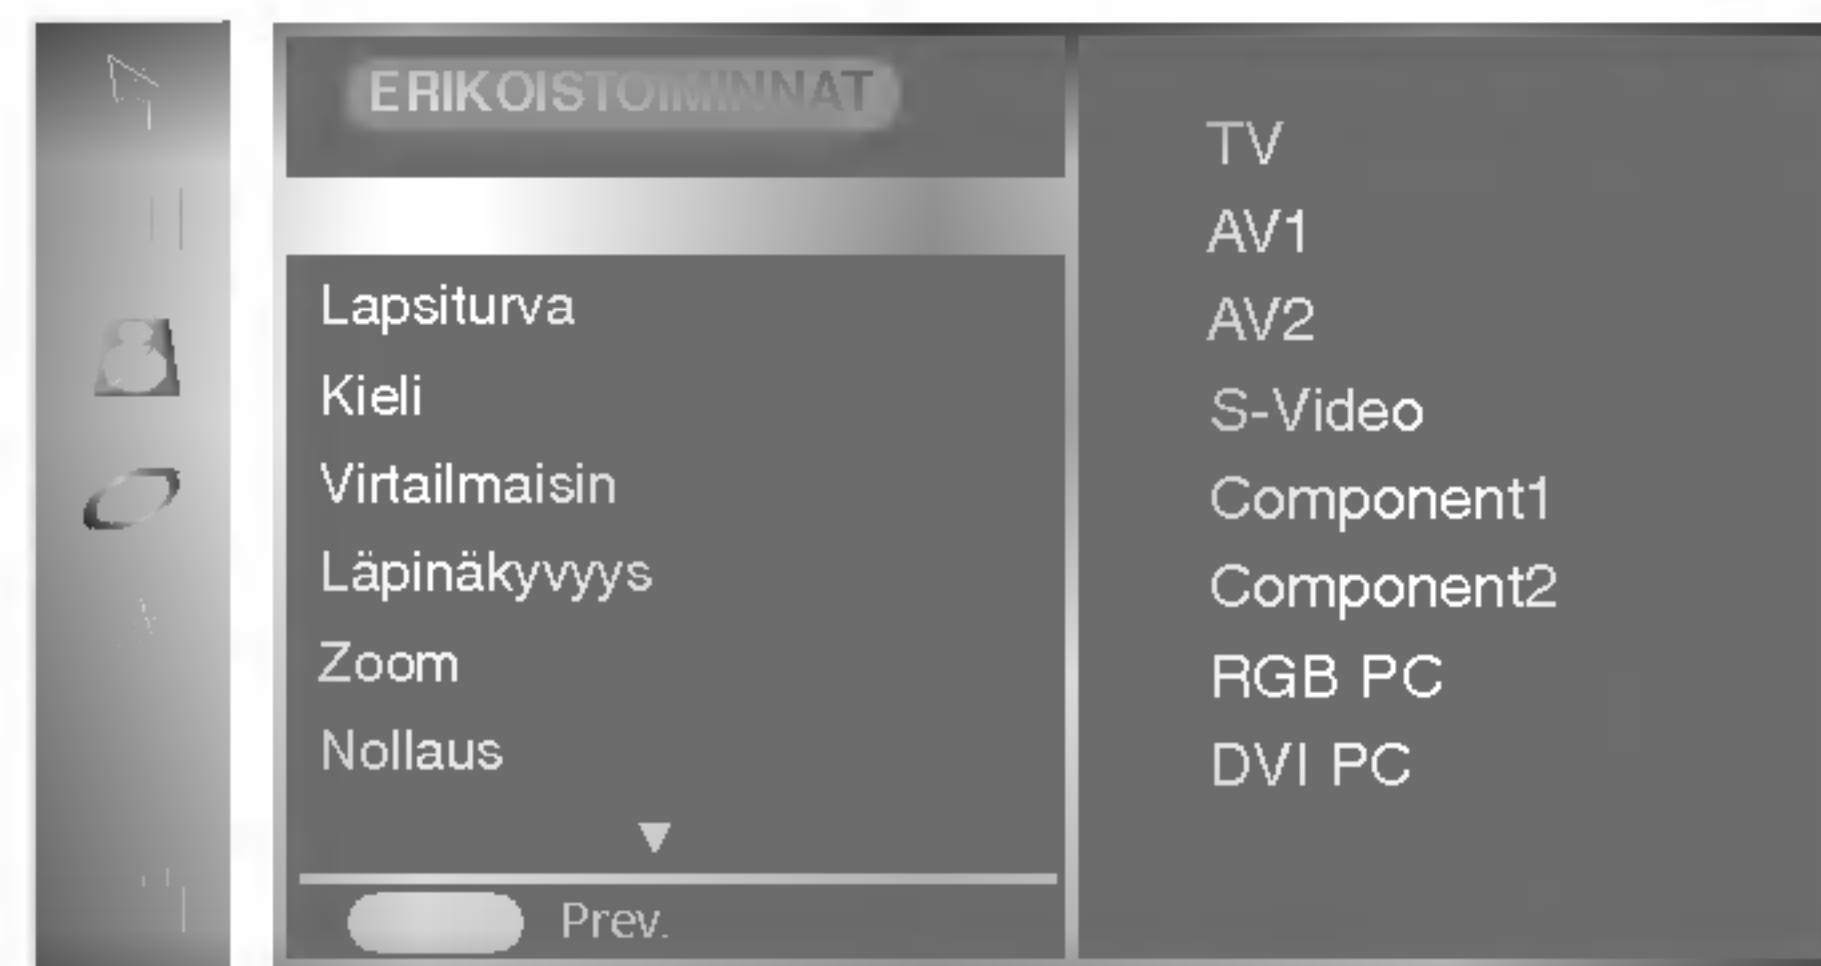 ERIKOISTOIMINNAT
Lapsiturva
Kieli
Virtailmaisin
Läpinäkyvyys
Zoom
Nollaus
Prev.
TV
AV1
AV2
S-Video
Component1
Component2
RGB PC
DVI PC